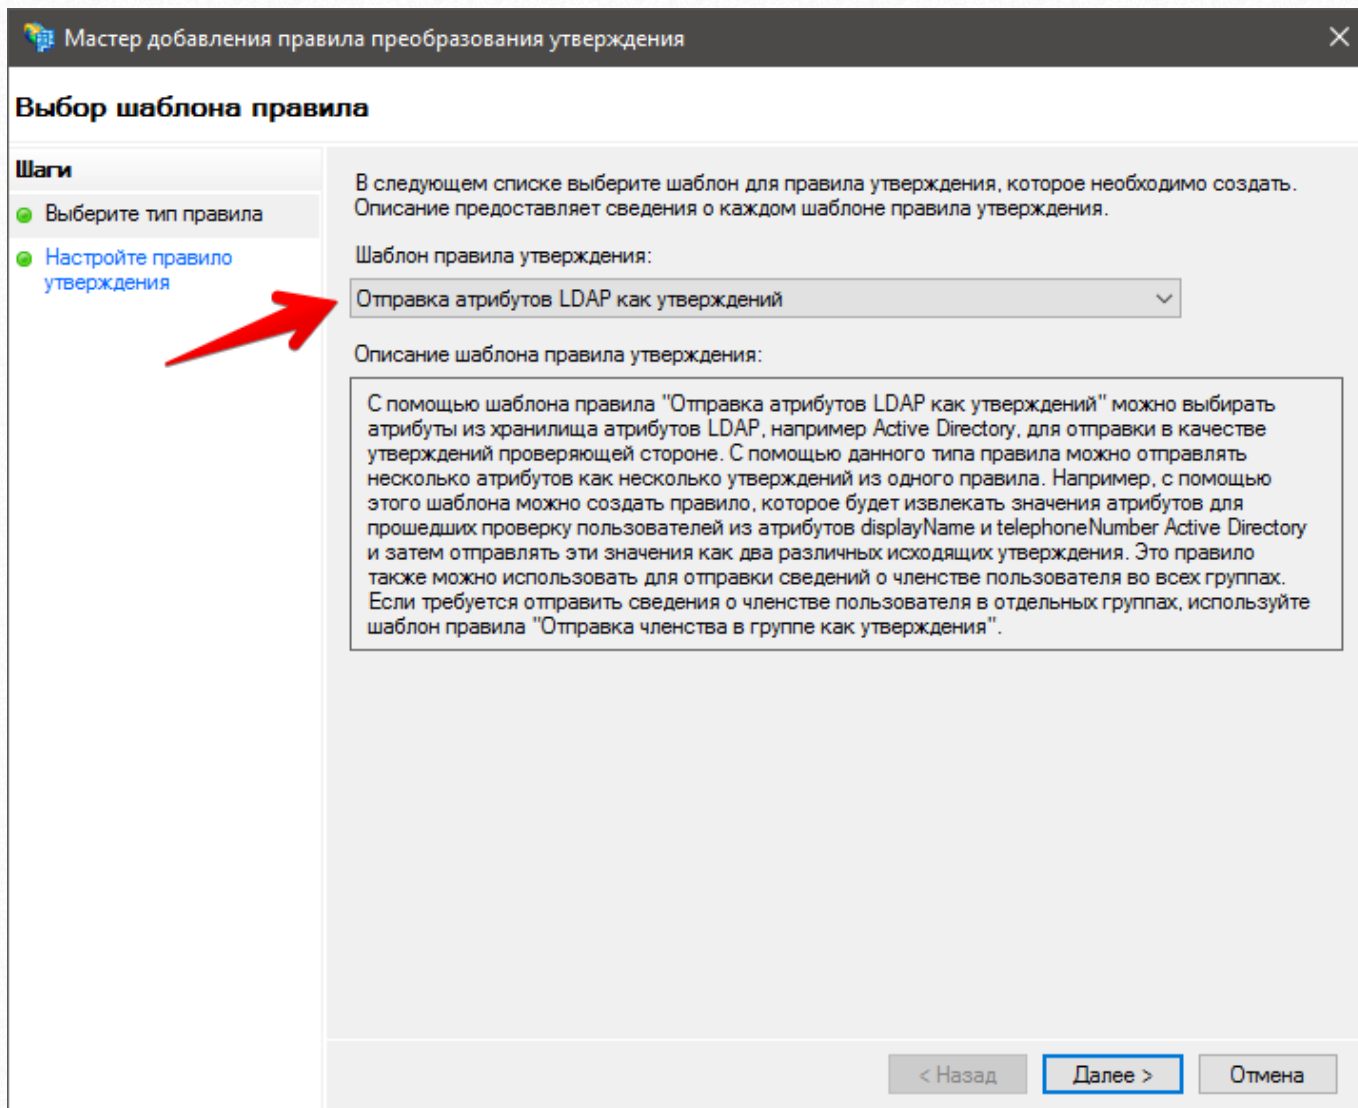 Мастер добавления правила преобразования утверждения
Выбор шаблона правила
Шаги
Выберите тип правила
Настройте правило
утверждения
В следующем списке выберите шаблон для правила утверждения, которое необходимо создать.
Описание предоставляет сведения о каждом шаблоне правила утверждения.
Шаблон правила утверждения:
Отправка атрибутов LDAP как утверждений
Описание шаблона правила утверждения:
С помощью шаблона правила "Отправка атрибутов LDAP как утверждений" можно выбирать
атрибуты из хранилища атрибутов LDAP, например Active Directory, для отправки в качестве
утверждений проверяющей стороне. С помощью данного типа правила можно отправлять
несколько атрибутов как несколько утверждений из одного правила. Например, с помощью
этого шаблона можно создать правило, которое будет извлекать значения атрибутов для
прошедших проверку пользователей из атрибутов displayName и telephoneNumber Active Directory
и затем отправлять эти значения как два различных исходящих утверждения. Это правило
также можно использовать для отправки сведений о членстве пользователя во всех группах.
Если требуется отправить сведения о членстве пользователя в отдельных группах, используйте
шаблон правила "Отправка членства в группе как утверждения".
< Назад
Далее >
Отмена